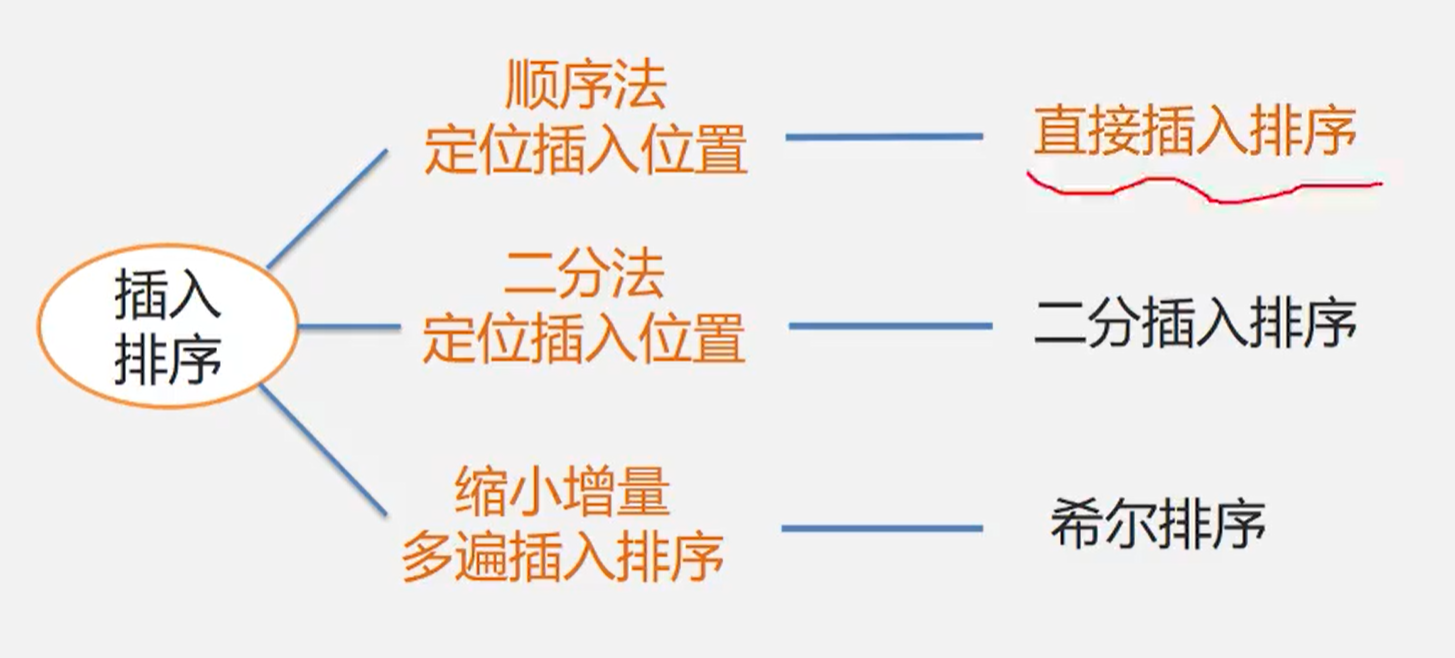 顺序法
定位插入位置
直接插入排序
插入
排序
二分法
定位插入位置
二分插入排序
缩小增量
多遍插入排序
希尔排序